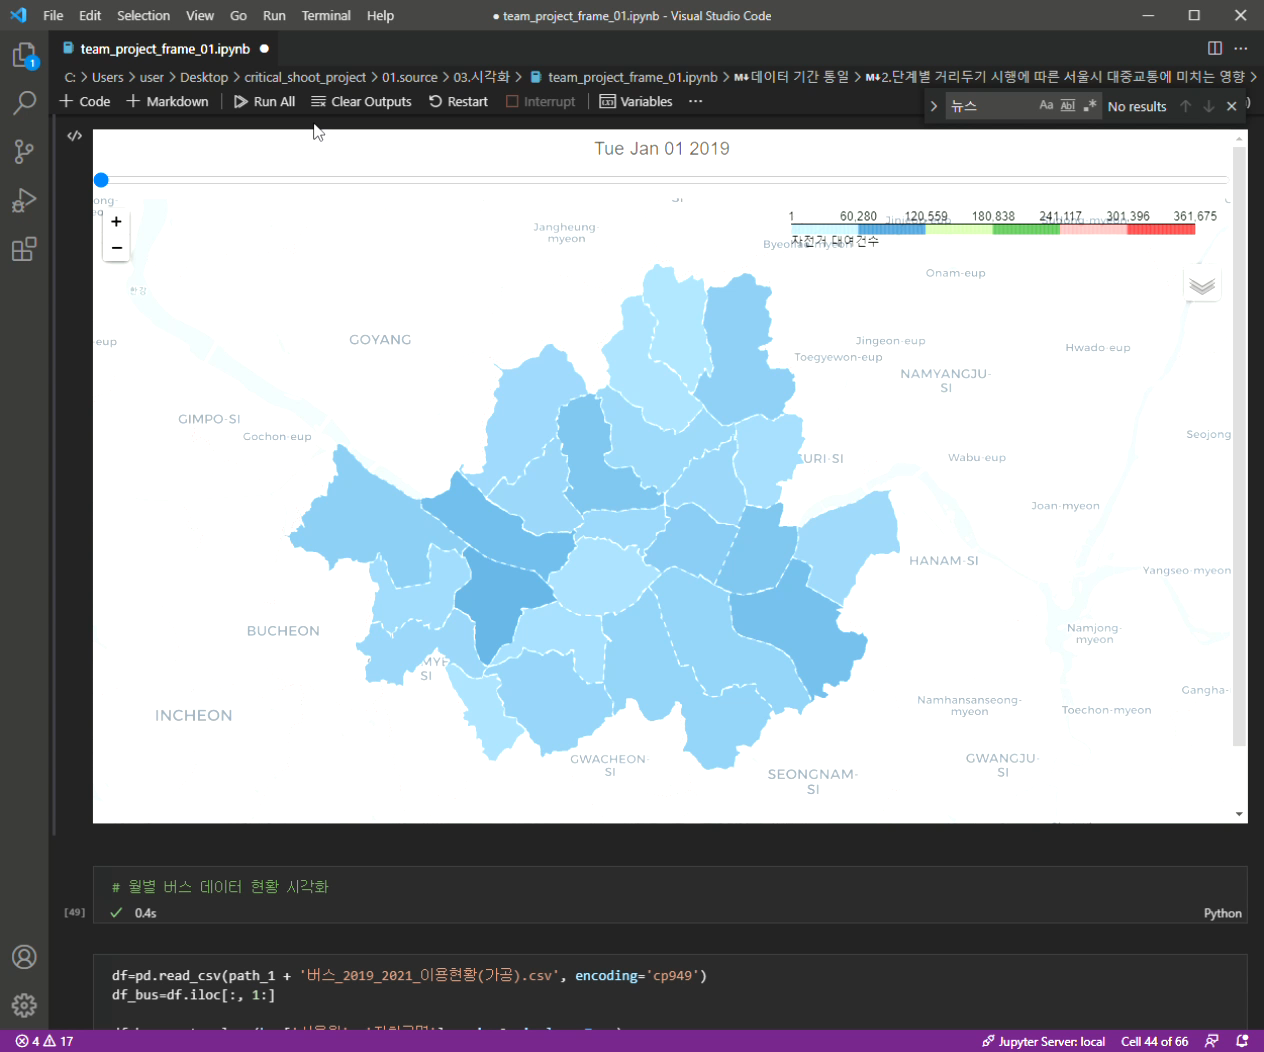 File Edit Selection View Go Run Terminal Help ● team_project_frame_01.ipynb - Visual Studio Code
team_project_frame_01.ipynb ●
C: > Users > user > Desktop > critical_shoot_project > 01.source > 03.시각화 > team_project_frame_01.ipynb > M↓데이터 기간 통일 > M↓2.단계별 거리두기 시행에 따른 서울시 대중교통에 미치는 영향 >
+ Code + Markdown Run All Clear Outputs Restart Interrupt Variables ...
뉴스 Aa Abl .* No results
1
Tue Jan 01 2019
+
−
1 60,280 120,559 180,838 241,117 301,396 361,675
자전거 대여건수
Jangheung-
myeon
Onam-eup
한강
-eup
GOYANG
Jingeon-eup
Toegyewon-eup
Hwado-eup
NAMYANGJU-
SI
GIMPO-SI
Gochon-eup
Seojong
URI-SI
Wabu-eup
Joan-myeon
HANAM-SI
Yangseo-myeon
BUCHEON
Namjong-
myeon
SI
INCHEON
Namhansanseong-
myeon
Toechon-myeon
Gangha-
GWACHEON-
SI
SEONGNAM-
SI
GWANGJU-
SI
# 월별 버스 데이터 현황 시각화
[49] ✓ 0.4s Python
df=pd.read_csv(path_1 + '버스_2019_2021_이용현황(가공).csv', encoding='cp949')
df_bus=df.iloc[:, 1:]
4 17 Jupyter Server: local Cell 44 of 66